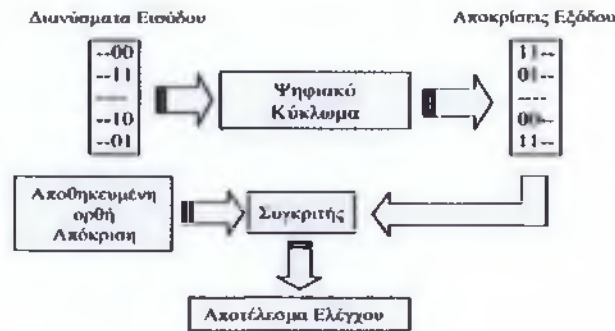 Διανύσματα Εισόδου
Αποκρίσεις Εξόδου
--00
--11
----
--10
--01
Ψηφιακό
Κύκλωμα
11--
01--
----
00--
11--
Αποθηκευμένη
ορθή
Απόκριση
Συγκριτής
Αποτέλεσμα Ελέγχου